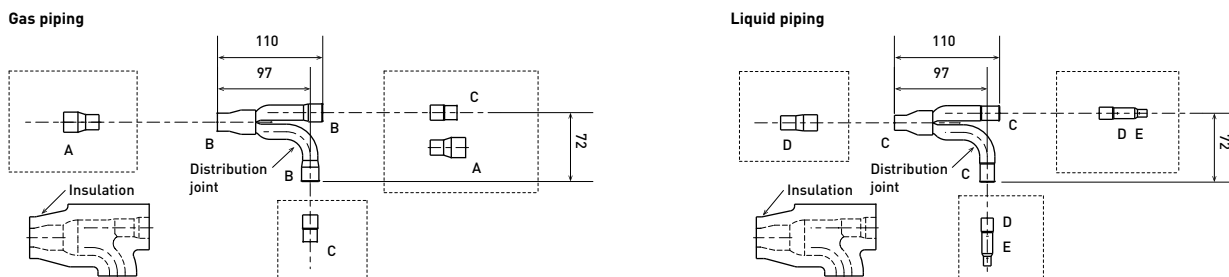 Gas piping
110
97
A
B
B
C
A
72
Distribution
joint
B
Insulation
C
Liquid piping
110
97
D
C
C
D E
72
Distribution
joint
C
Insulation
D
E